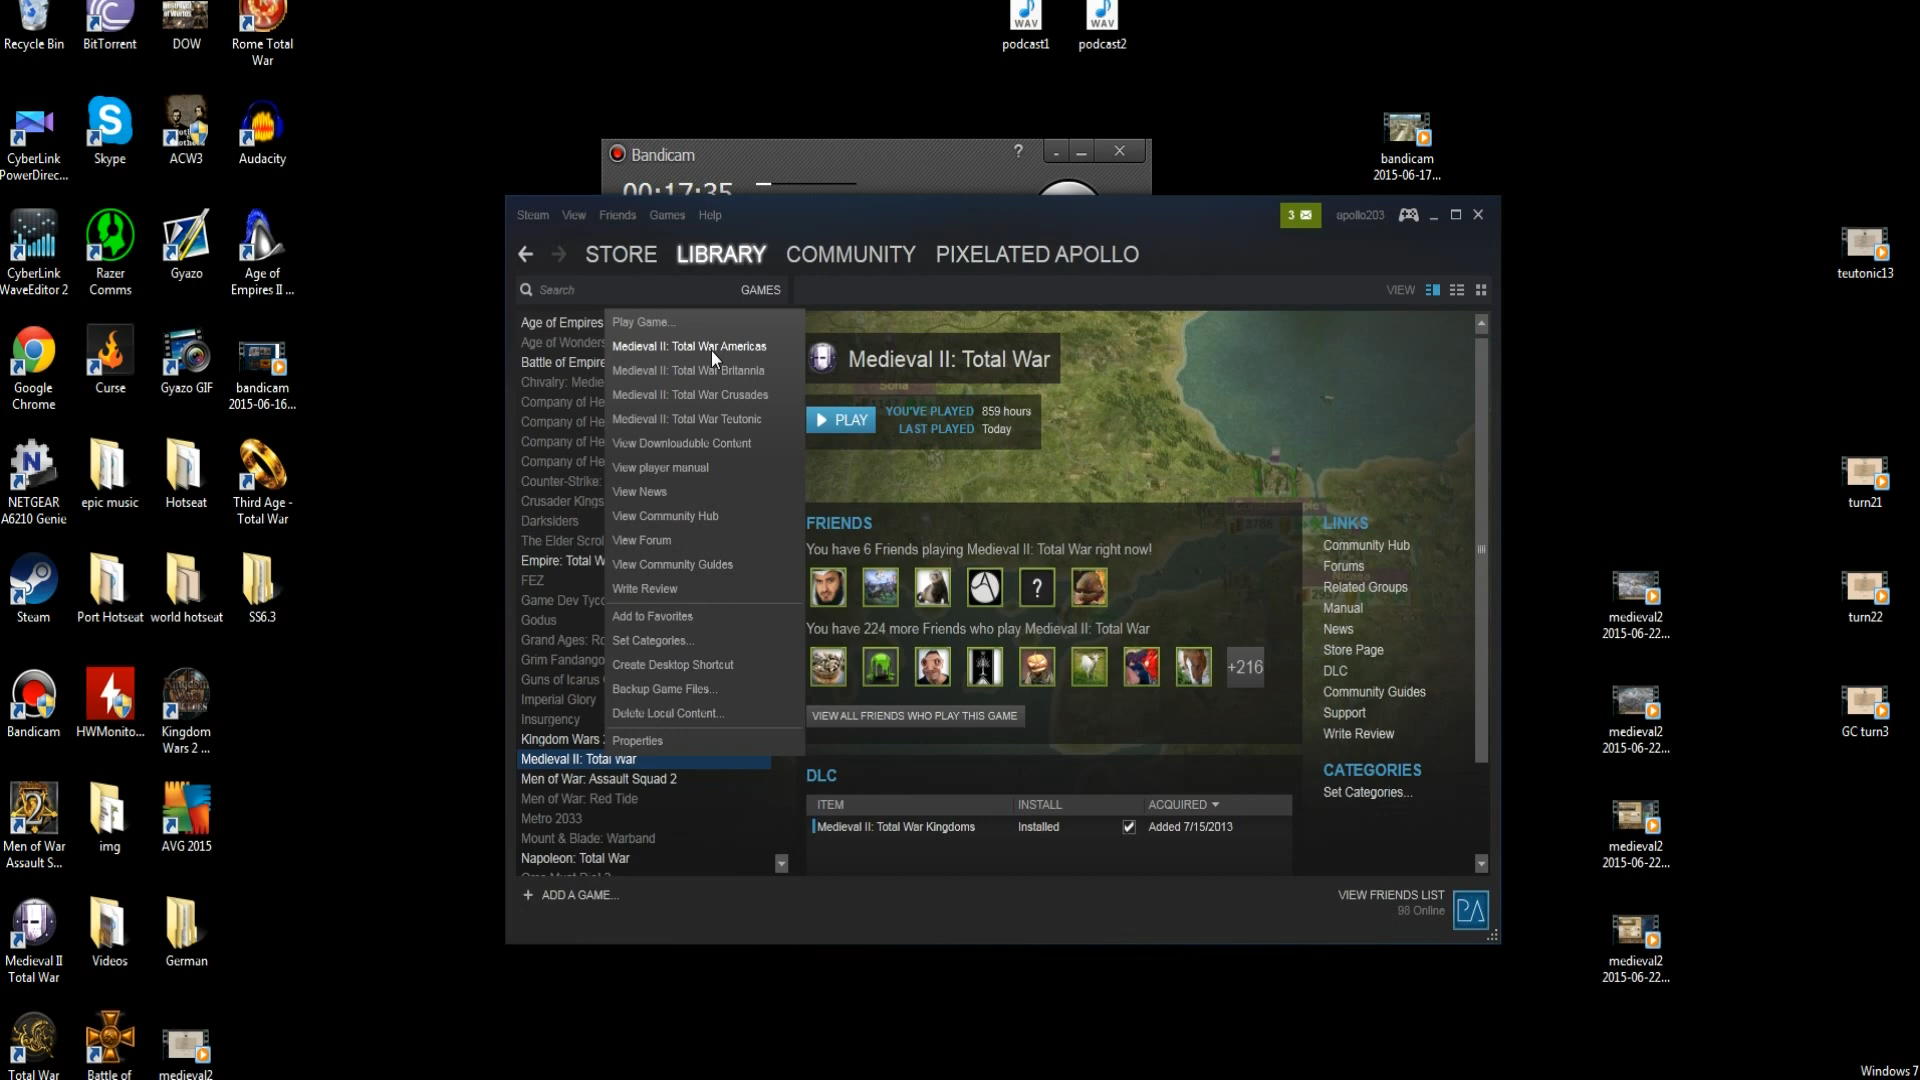 Recycle Bin
BitTorrent
DOW
Rome Total
War
podcast1
podcast2
CyberLink
PowerDirec...
Skype
ACW3
Audacity
bandicam
2015-06-17...
CyberLink
WaveEditor 2
Razer
Comms
Gyazo
Age of
Empires II ...
teutonic13
Google
Chrome
Curse
Gyazo GIF
bandicam
2015-06-16...
NETGEAR
A6210 Genie
epic music
Hotseat
Third Age -
Total War
turn21
Steam
Port Hotseat
world hotseat
SS6.3
medieval2
2015-06-22...
turn22
Bandicam
HWMonito...
Kingdom
Wars 2 ...
medieval2
2015-06-22...
GC turn3
Men of War
Assault S...
img
AVG 2015
medieval2
2015-06-22...
Medieval II
Total War
Videos
German
medieval2
2015-06-22...
Total War
Battle of
medieval2
Windows 7
WAV
WAV
Bandicam
?
00:17:35
Steam View Friends Games Help
3
apollo203
STORE LIBRARY COMMUNITY PIXELATED APOLLO
Search
GAMES
VIEW
Age of Empires
Age of Wonders
Battle of Empire
Chivalry: Medie
Company of He
Company of He
Company of He
Company of He
Counter-Strike:
Crusader Kings
Darksiders
The Elder Scrol
Empire: Total W
FEZ
Game Dev Tyco
Godus
Grand Ages: Ro
Grim Fandango
Guns of Icarus
Imperial Glory
Insurgency
Kingdom Wars 2
Medieval II: Total War
Men of War: Assault Squad 2
Men of War: Red Tide
Metro 2033
Mount & Blade: Warband
Napoleon: Total War
Play Game...
Medieval II: Total War Americas
Medieval II: Total War Britannia
Medieval II: Total War Crusades
Medieval II: Total War Teutonic
View Downloadable Content
View player manual
View News
View Community Hub
View Forum
View Community Guides
Write Review
Add to Favorites
Set Categories...
Create Desktop Shortcut
Backup Game Files...
Delete Local Content...
Properties
Medieval II: Total War
PLAY
YOU'VE PLAYED 859 hours
LAST PLAYED Today
FRIENDS
You have 6 Friends playing Medieval II: Total War right now!
?
You have 224 more Friends who play Medieval II: Total War
+216
VIEW ALL FRIENDS WHO PLAY THIS GAME
DLC
ITEM INSTALL ACQUIRED
Medieval II: Total War Kingdoms Installed Added 7/15/2013
LINKS
Community Hub
Forums
Related Groups
Manual
News
Store Page
DLC
Community Guides
Support
Write Review
CATEGORIES
Set Categories...
+ ADD A GAME...
VIEW FRIENDS LIST
98 Online